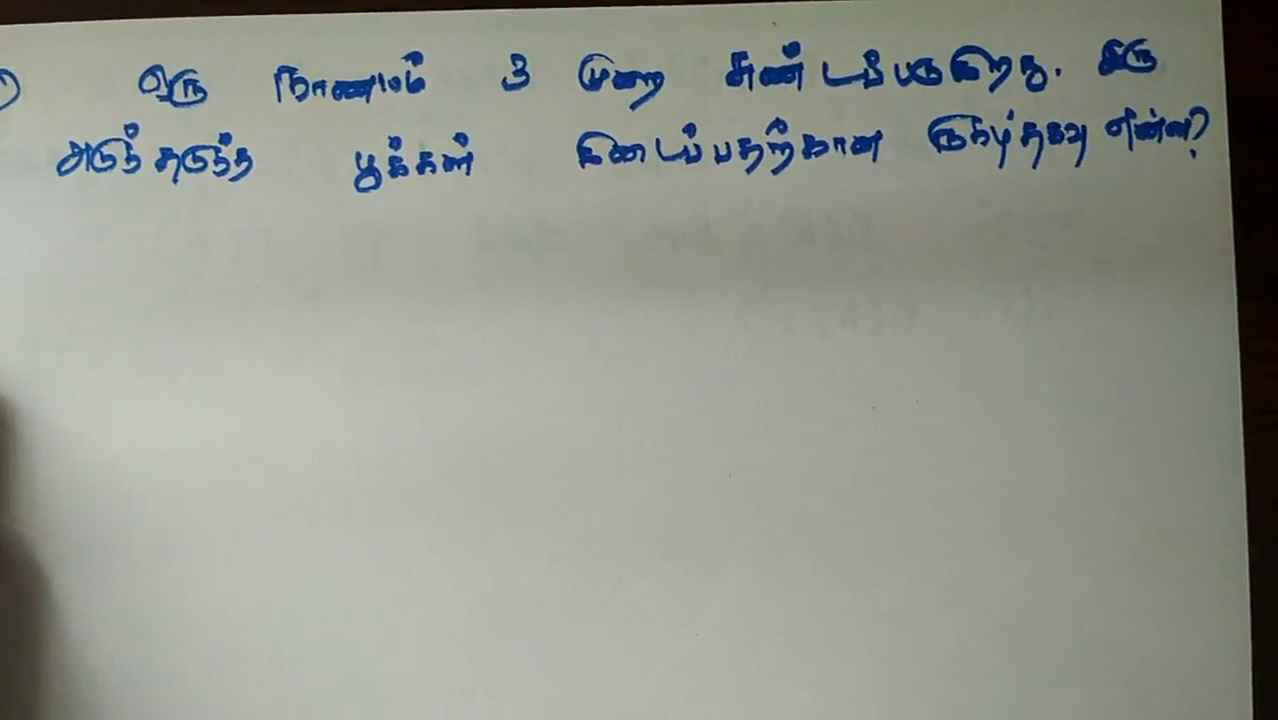 ஒரு நாணயம் 3 முறை சுண்டப்படுகிறது. இரு
அடுத்தடுத்த பூக்கள் கிடைப்பதற்கான நிகழ்தகவு என்ன?